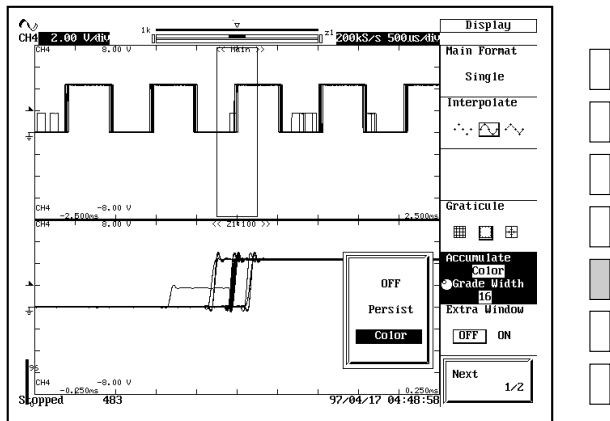 Display
CH4 2.00 V/div
1k
z1
200kS/s 500us/div
CH4 8.00 V
<< Main >>
Main Format
Single
Interpolate
CH4 -8.00 V
-2.500ms
2.500ms
Graticule
CH4 8.00 V
<< Z1*100 >>
Accumulate
Color
Grade Width
16
OFF
Persist
Color
Extra Window
OFF ON
96
CH4 -8.00 V
-0.250ms
0.250ms
Next
1/2
Stopped 483
97/04/17 04:48:58